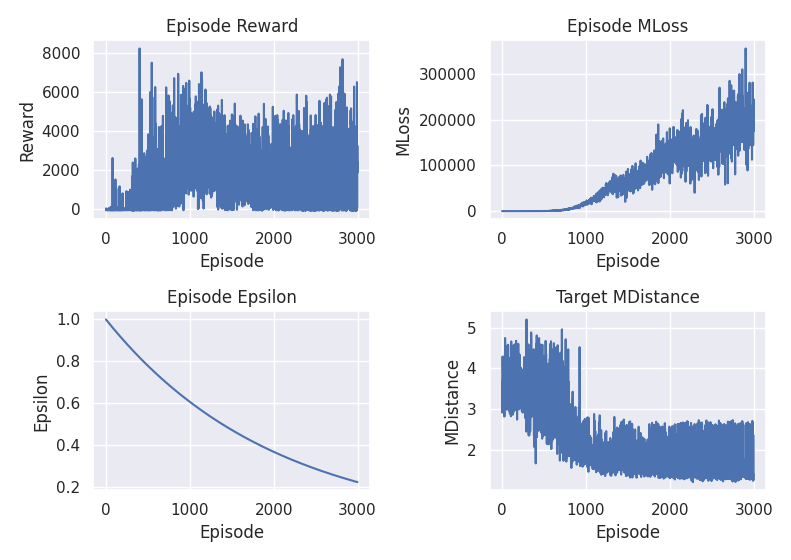 Episode Reward
8000
6000
4000
2000
0
Reward
0
1000
2000
3000
Episode
Episode MLoss
300000
200000
100000
0
MLoss
0
1000
2000
3000
Episode
Episode Epsilon
1.0
0.8
0.6
0.4
0.2
Epsilon
0
1000
2000
3000
Episode
Target MDistance
5
4
3
2
MDistance
0
1000
2000
3000
Episode